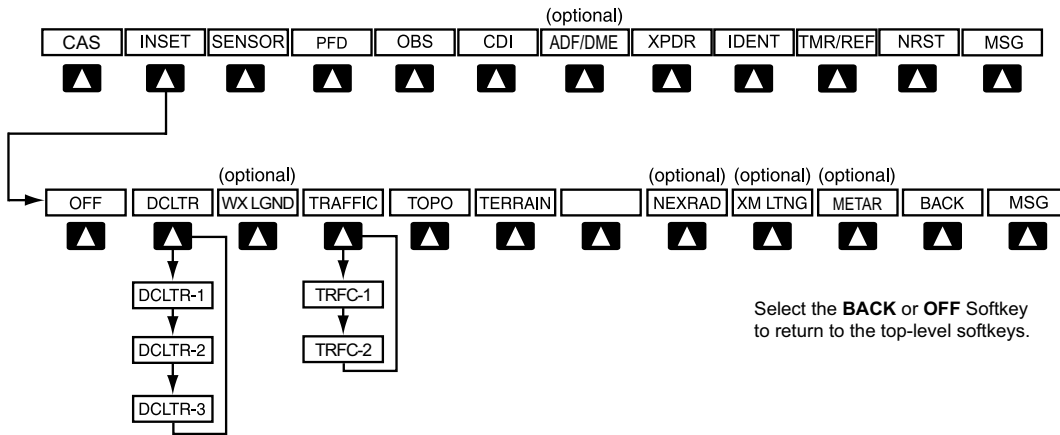 (optional)
CAS INSET SENSOR PFD OBS CDI ADF/DME XPDR IDENT TMR/REF NRST MSG
(optional) (optional) (optional) (optional)
OFF DCLTR WX LGND TRAFFIC TOPO TERRAIN NEXRAD XM LTNG METAR BACK MSG
DCLTR-1 TRFC-1
DCLTR-2 TRFC-2
DCLTR-3
Select the BACK or OFF Softkey
to return to the top-level softkeys.